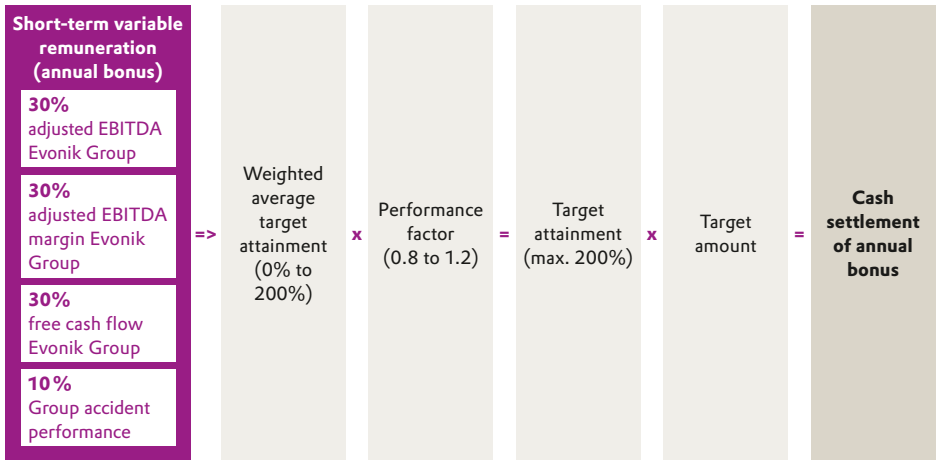 Short-term variable
remuneration
(annual bonus)
30%
adjusted EBITDA
Evonik Group
30%
adjusted EBITDA
margin Evonik
Group
30%
free cash flow
Evonik Group
10%
Group accident
performance
=>
Weighted
average
target
attainment
(0% to
200%)
x
Performance
factor
(0.8 to 1.2)
=
Target
attainment
(max. 200%)
x
Target
amount
=
Cash
settlement
of annual
bonus